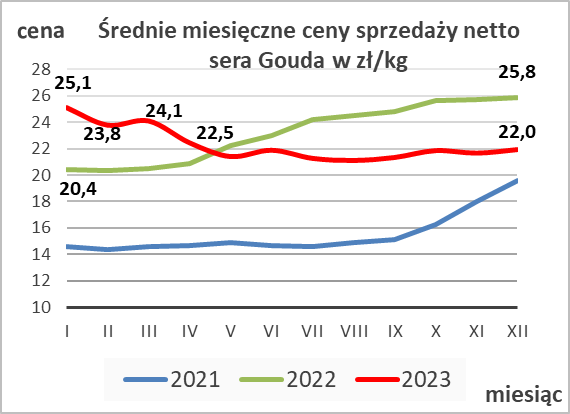 cena
Średnie miesięczne ceny sprzedaży netto
sera Gouda w zł/kg
28
26
24
22
20
18
16
14
12
10
25,1
23,8
24,1
22,5
25,8
22,0
20,4
I II III IV V VI VII VIII IX X XI XII
2021 2022 2023
miesiąc